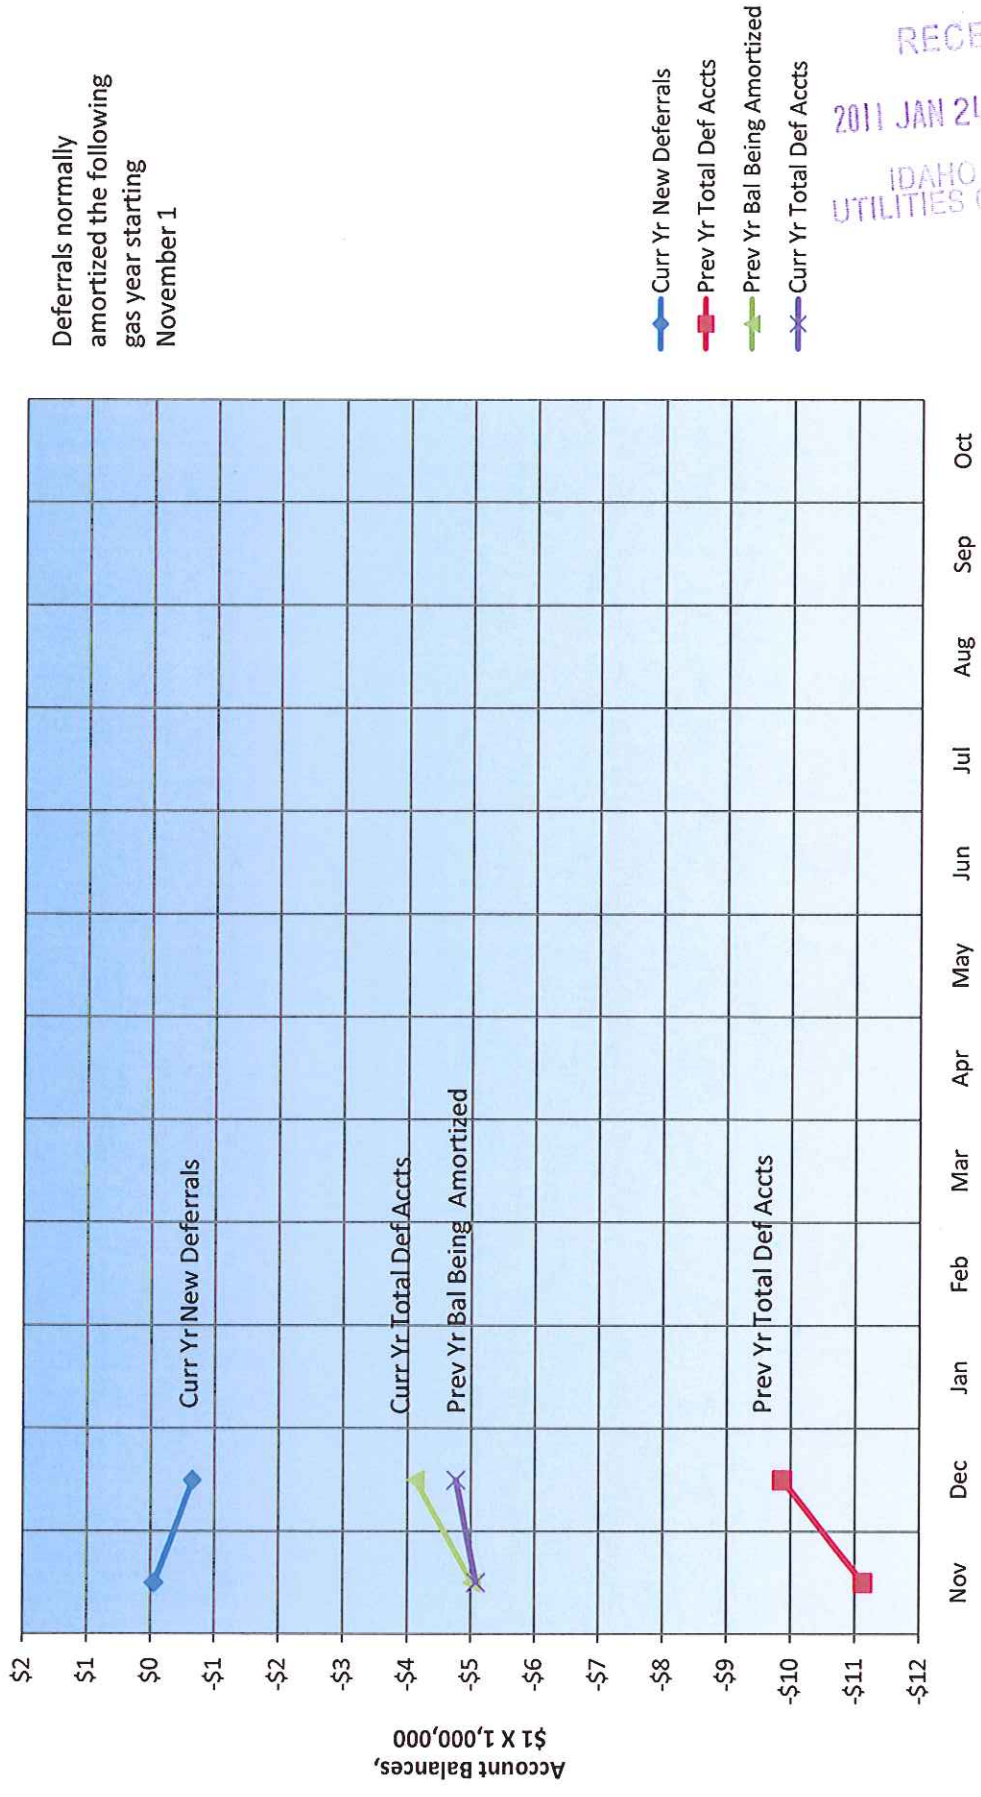 Deferrals normally
amortized the following
gas year starting
November 1
$2
$1
$0
-$1
-$2
-$3
-$4
-$5
-$6
-$7
-$8
-$9
-$10
-$11
-$12
Account Balances,
$1 X 1,000,000
Curr Yr New Deferrals
Curr Yr Total Def Accts
Prev Yr Bal Being Amortized
Prev Yr Total Def Accts
Nov
Dec
Jan
Feb
Mar
Apr
May
Jun
Jul
Aug
Sep
Oct
Curr Yr New Deferrals
Prev Yr Total Def Accts
Prev Yr Bal Being Amortized
Curr Yr Total Def Accts
RECE
2011 JAN 24
IDAHO
UTILITIES